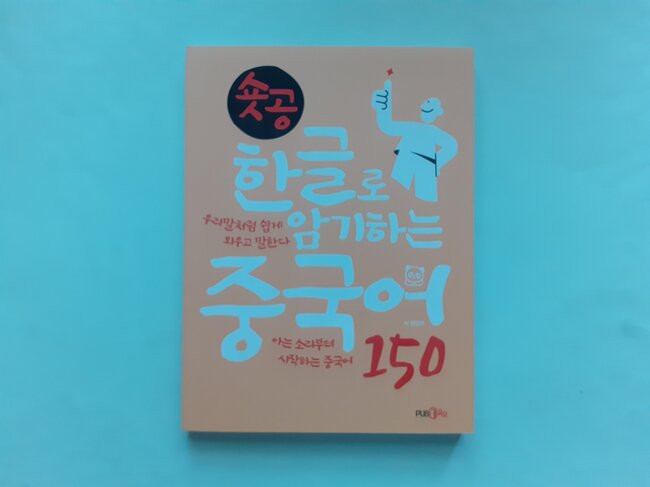 숏공
한글로
우리말처럼 쉽게
외우고 말한다
암기하는
중국어
아는 소리부터
시작하는 중국어
150
PUB